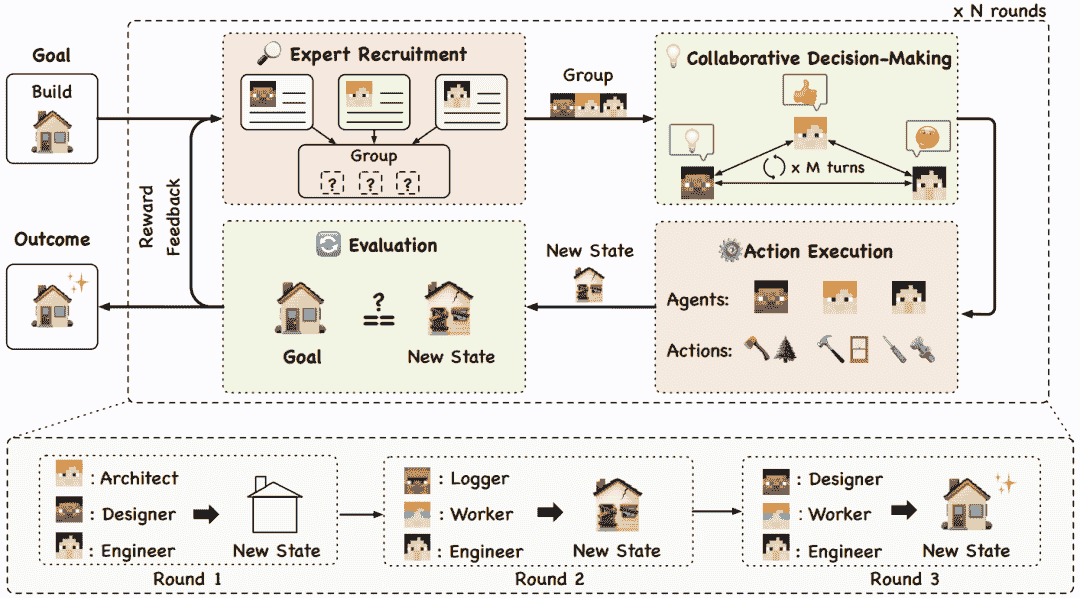 x N rounds
Goal
Build
Outcome
Reward
Feedback
Expert Recruitment
Group
? ? ?
Group
Collaborative Decision-Making
x M turns
Evaluation
?
==
Goal
New State
New State
Action Execution
Agents:
Actions:
: Architect
: Designer
: Engineer
New State
Round 1
: Logger
: Worker
: Engineer
New State
Round 2
: Designer
: Worker
: Engineer
New State
Round 3